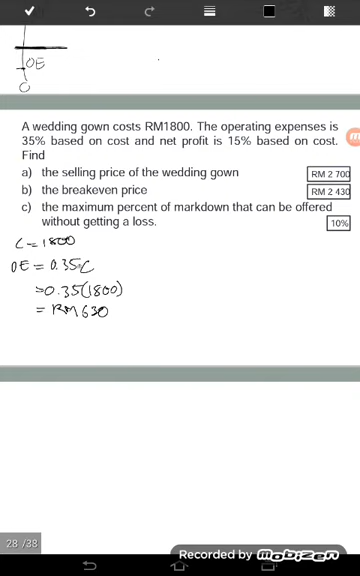 OE
A wedding gown costs RM1800. The operating expenses is
35% based on cost and net profit is 15% based on cost.
Find
a) the selling price of the wedding gown RM 2 700
b) the breakeven price RM 2 430
c) the maximum percent of markdown that can be offered
without getting a loss. 10%
C = 1800
OE = 0.35C
= 0.35(1800)
= RM630
28 /38
Recorded by Mobizen